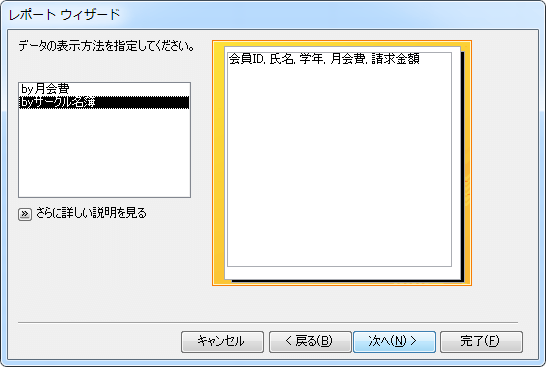 レポート ウィザード
データの表示方法を指定してください。
by月会費
byサークル名簿
会員ID, 氏名, 学年, 月会費, 請求金額
さらに詳しい説明を見る
キャンセル
< 戻る(B)
次へ(N) >
完了(F)